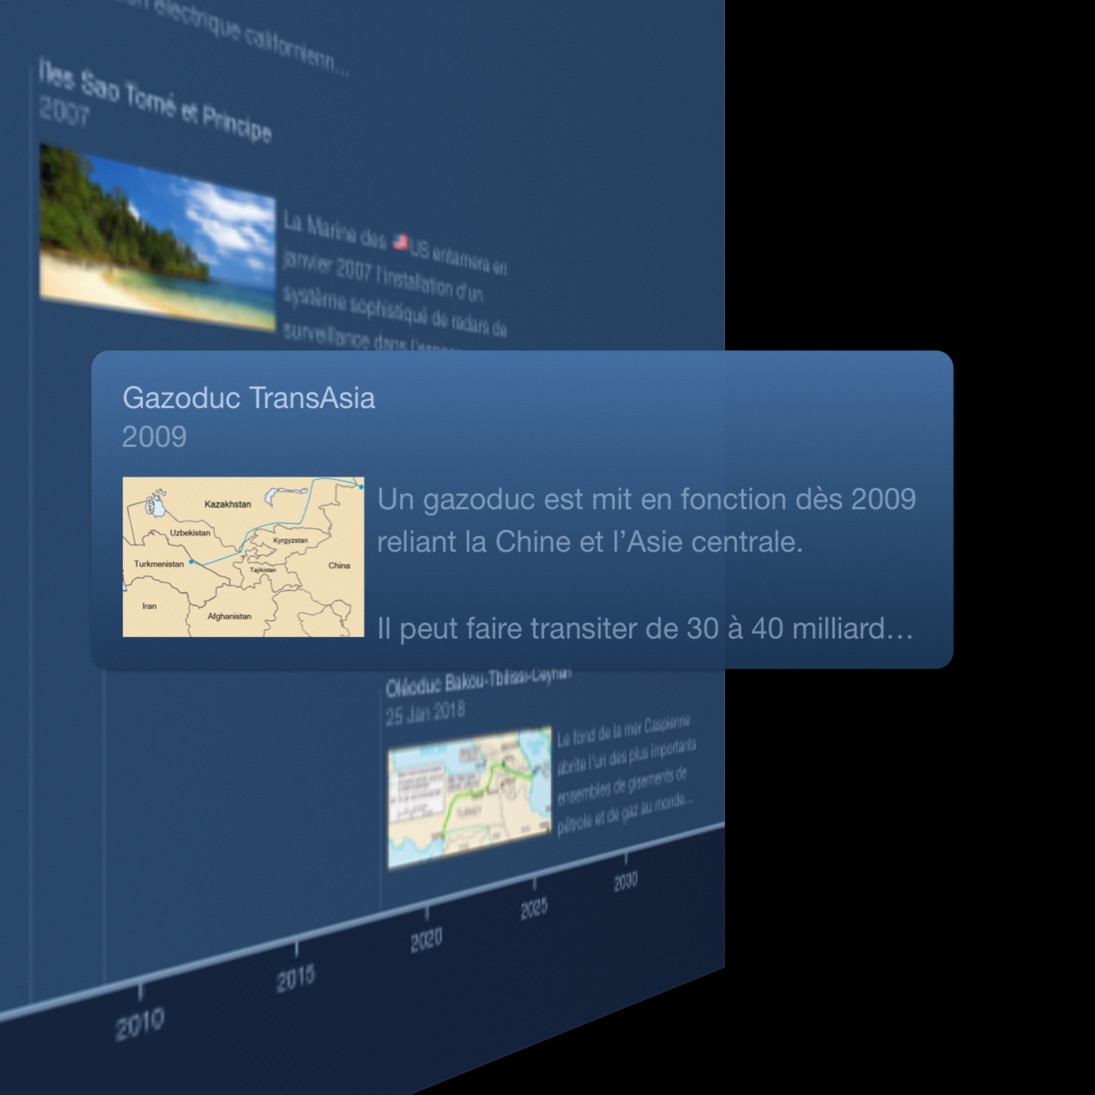 électrique californienn...
Îles Sao Tomé et Principe
2007
La Marine des US entamera en
janvier 2007 l'installation d'un
système sophistiqué de radars de
surveillance dans
Gazoduc TransAsia
2009
Kazakhstan
Uzbekistan
Kyrgyzstan
Turkmenistan
Tajikistan
China
Iran
Afghanistan
Un gazoduc est mit en fonction dès 2009
reliant la Chine et l’Asie centrale.
Il peut faire transiter de 30 à 40 milliard...
Oléoduc Bakou-Tbilissi-Ceyhan
25 Jan 2018
TURKEY
Le fond de la mer Caspienne
abrite l'un des plus importants
ensembles de gisements de
pétrole et de gaz au monde...
2010
2015
2020
2025
2030